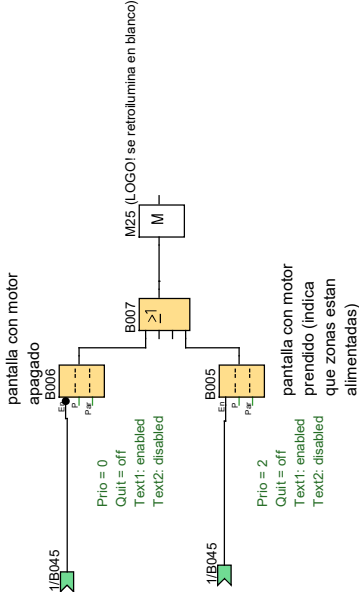 pantalla con motor
apagado
B006
En
P
Par
Prio = 0
Quit = off
Text1: enabled
Text2: disabled
1/B045
B007
>1
M25 (LOGO! se retroilumina en blanco)
M
B005
En
P
Par
Prio = 2
Quit = off
Text1: enabled
Text2: disabled
1/B045
pantalla con motor
prendido (indica
que zonas estan
alimentadas)